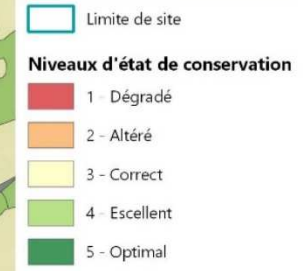 Limite de site
Niveaux d'état de conservation
1 - Dégradé
2 - Altéré
3 - Correct
4 - Escellent
5 - Optimal